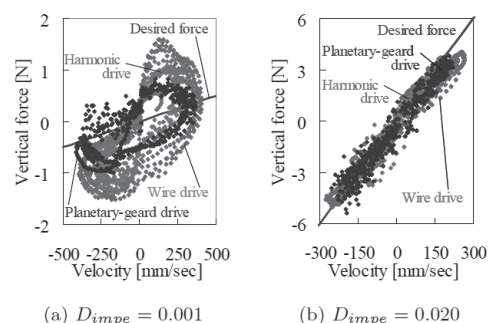 Desired force
Harmonic
drive
Wire drive
Planetary-geard drive
Vertical force [N]
2
1
0
-1
-2
-500 -250 0 250 500
Velocity [mm/sec]
(a) D_impe = 0.001
Desired force
Planetary-geard
drive
Harmonic
drive
Wire drive
Vertical force [N]
6
3
0
-3
-6
-300 -150 0 150 300
Velocity [mm/sec]
(b) D_impe = 0.020